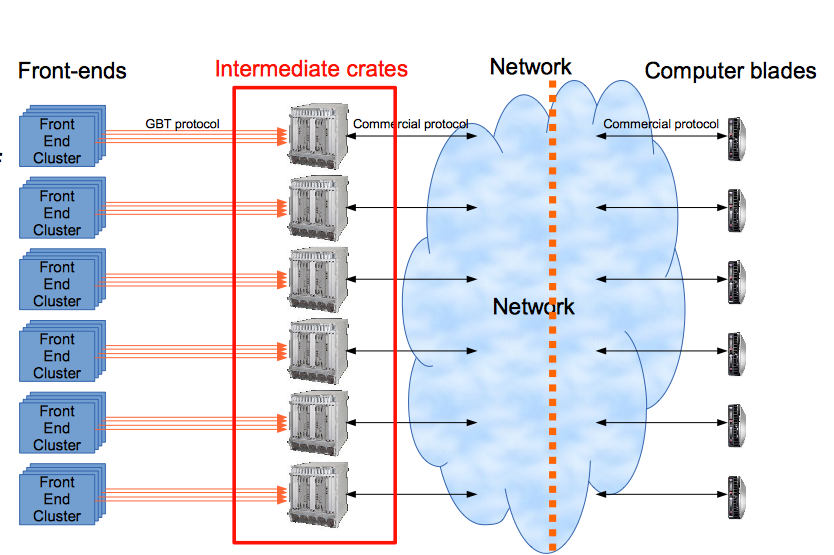 Front-ends
Intermediate crates
Network
Computer blades
GBT protocol
Commercial protocol
Commercial protocol
Front
End
Cluster
Front
End
Cluster
Front
End
Cluster
Network
Front
End
Cluster
Front
End
Cluster
Front
End
Cluster